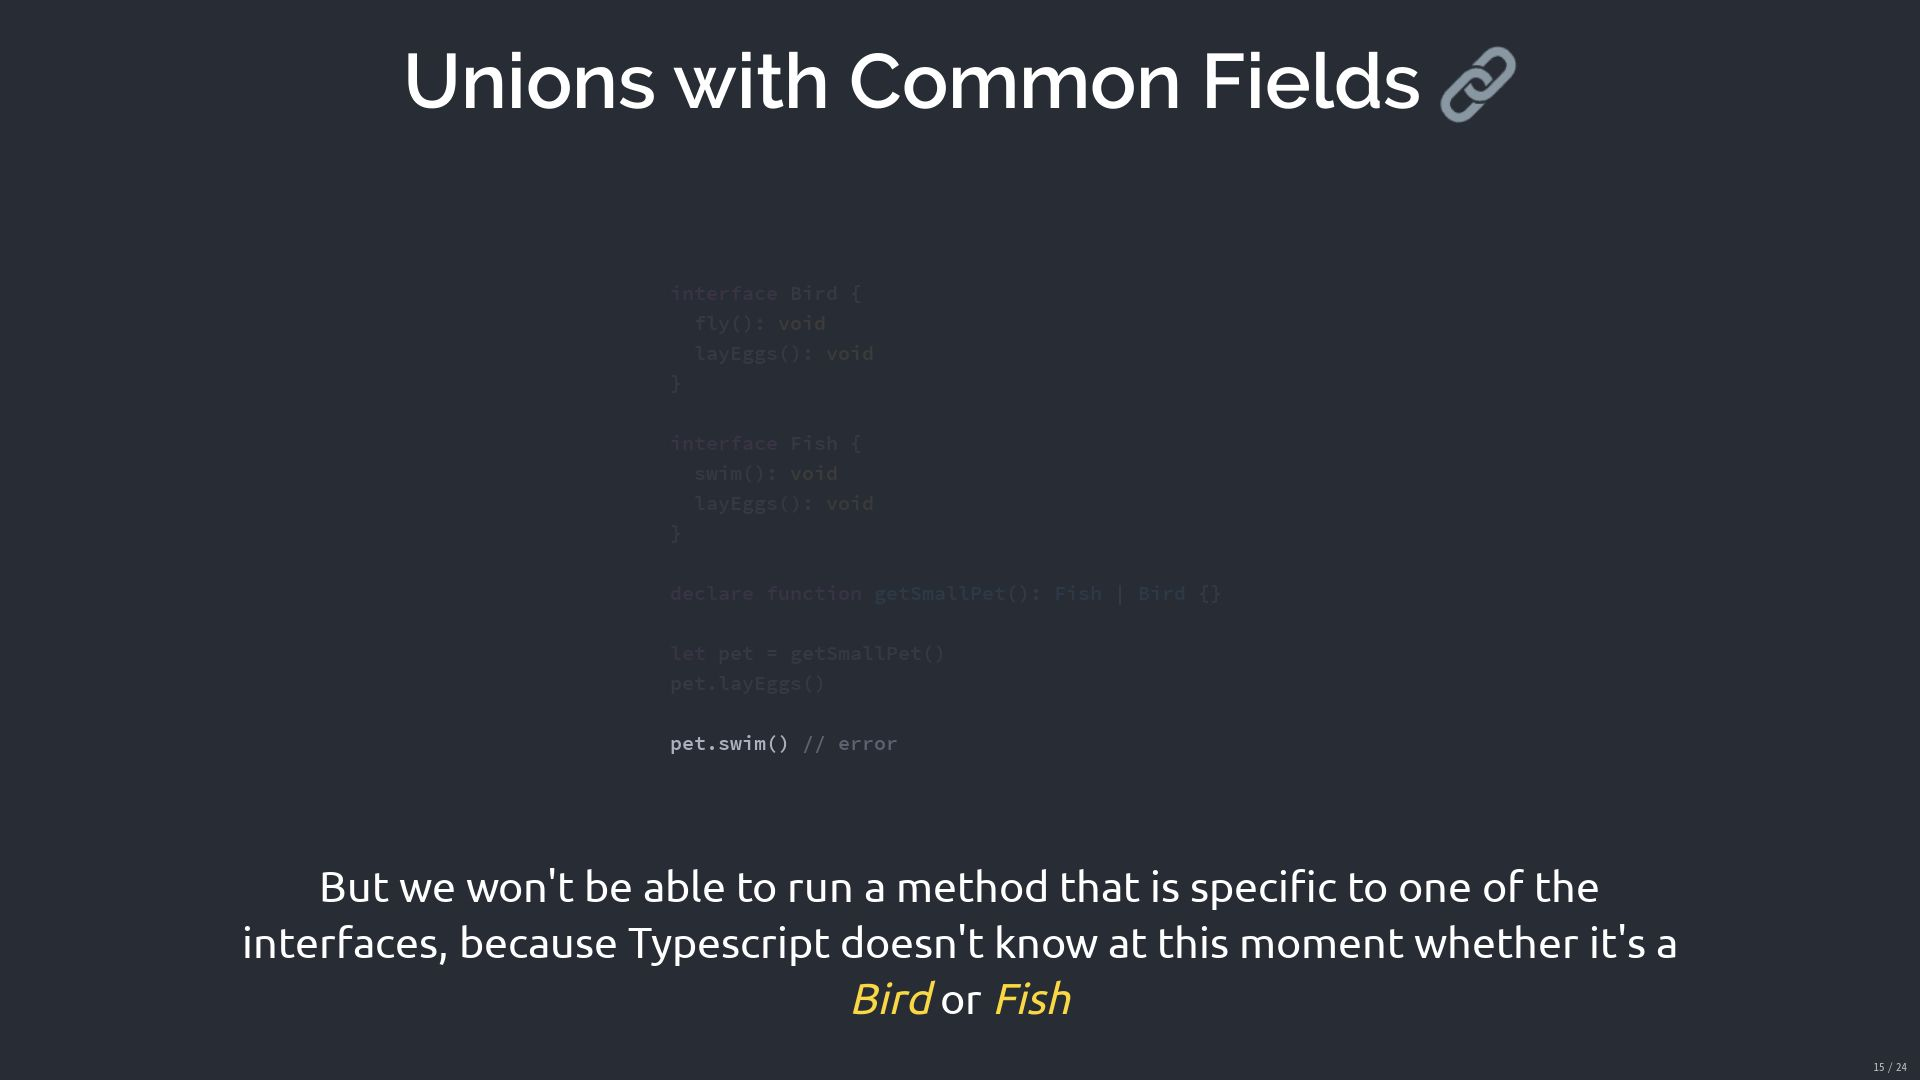 Unions with Common Fields 🔗
interface Bird {
  fly(): void
  layEggs(): void
}
interface Fish {
  swim(): void
  layEggs(): void
}
declare function getSmallPet(): Fish | Bird {}
let pet = getSmallPet()
pet.layEggs()
pet.swim() // error
But we won't be able to run a method that is specific to one of the
interfaces, because Typescript doesn't know at this moment whether it's a
Bird or Fish
15 / 24